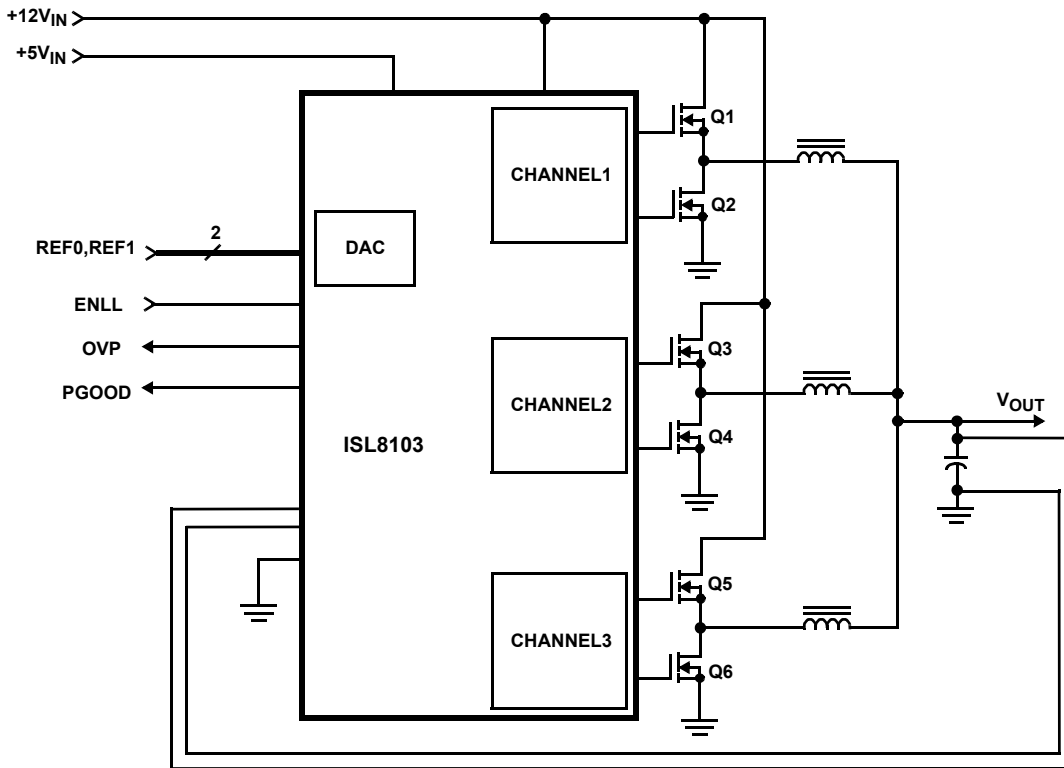 +12VIN
+5VIN
CHANNEL1
Q1
Q2
DAC
REF0,REF1
2
ENLL
OVP
PGOOD
CHANNEL2
Q3
Q4
ISL8103
VOUT
CHANNEL3
Q5
Q6